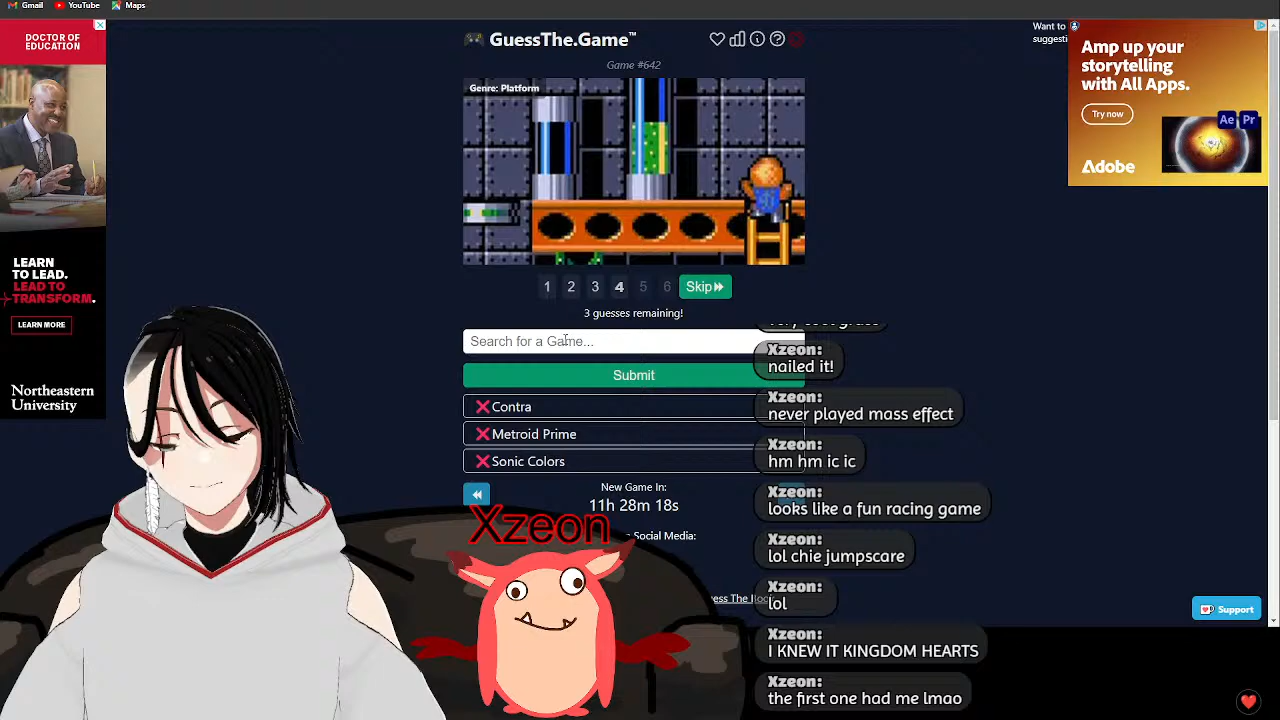 Gmail
YouTube
Maps
DOCTOR OF
EDUCATION
LEARN
TO LEAD.
LEAD TO
TRANSFORM.
LEARN MORE
Northeastern
University
GuessThe.Game™
Game #642
Genre: Platform
1 2 3 4 5 6 Skip
3 guesses remaining!
Search for a Game...
Submit
Contra
Metroid Prime
Sonic Colors
New Game In:
11h 28m 18s
Social Media:
Want to
Amp up your
storytelling
with All Apps.
Try now
Ae Pr
Adobe
Xzeon
Xzeon:
nailed it!
Xzeon:
never played mass effect
Xzeon:
hm hm ic ic
Xzeon:
looks like a fun racing game
Xzeon:
lol chie jumpscare
Xzeon:
lol
Xzeon:
I KNEW IT KINGDOM HEARTS
Xzeon:
the first one had me lmao
Support